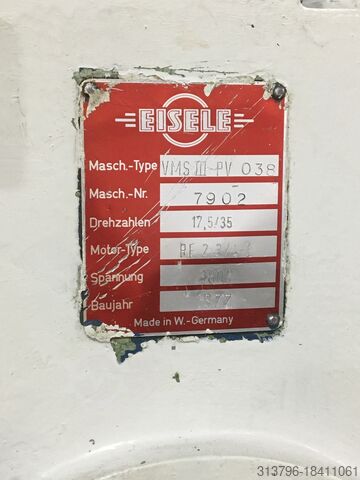 EISELE
Masch.-Type VMS III-PV 038
Masch.-Nr. 7902
Drehzahlen 17,5/35
Motor-Type
Spannung
Baujahr 1977
Made in W.-Germany
313796-18411061